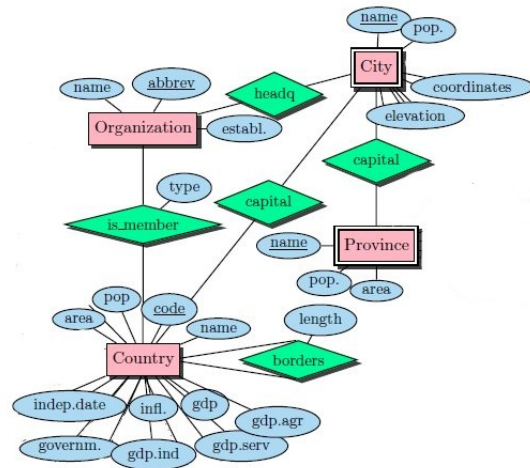 name
pop.
City
name
abbrev
headq
coordinates
Organization
establ.
elevation
capital
type
capital
is_member
name
Province
pop.
area
pop
code
area
name
length
Country
borders
indep.date
infl.
gdp
gdp.agr
governm.
gdp.ind
gdp.serv